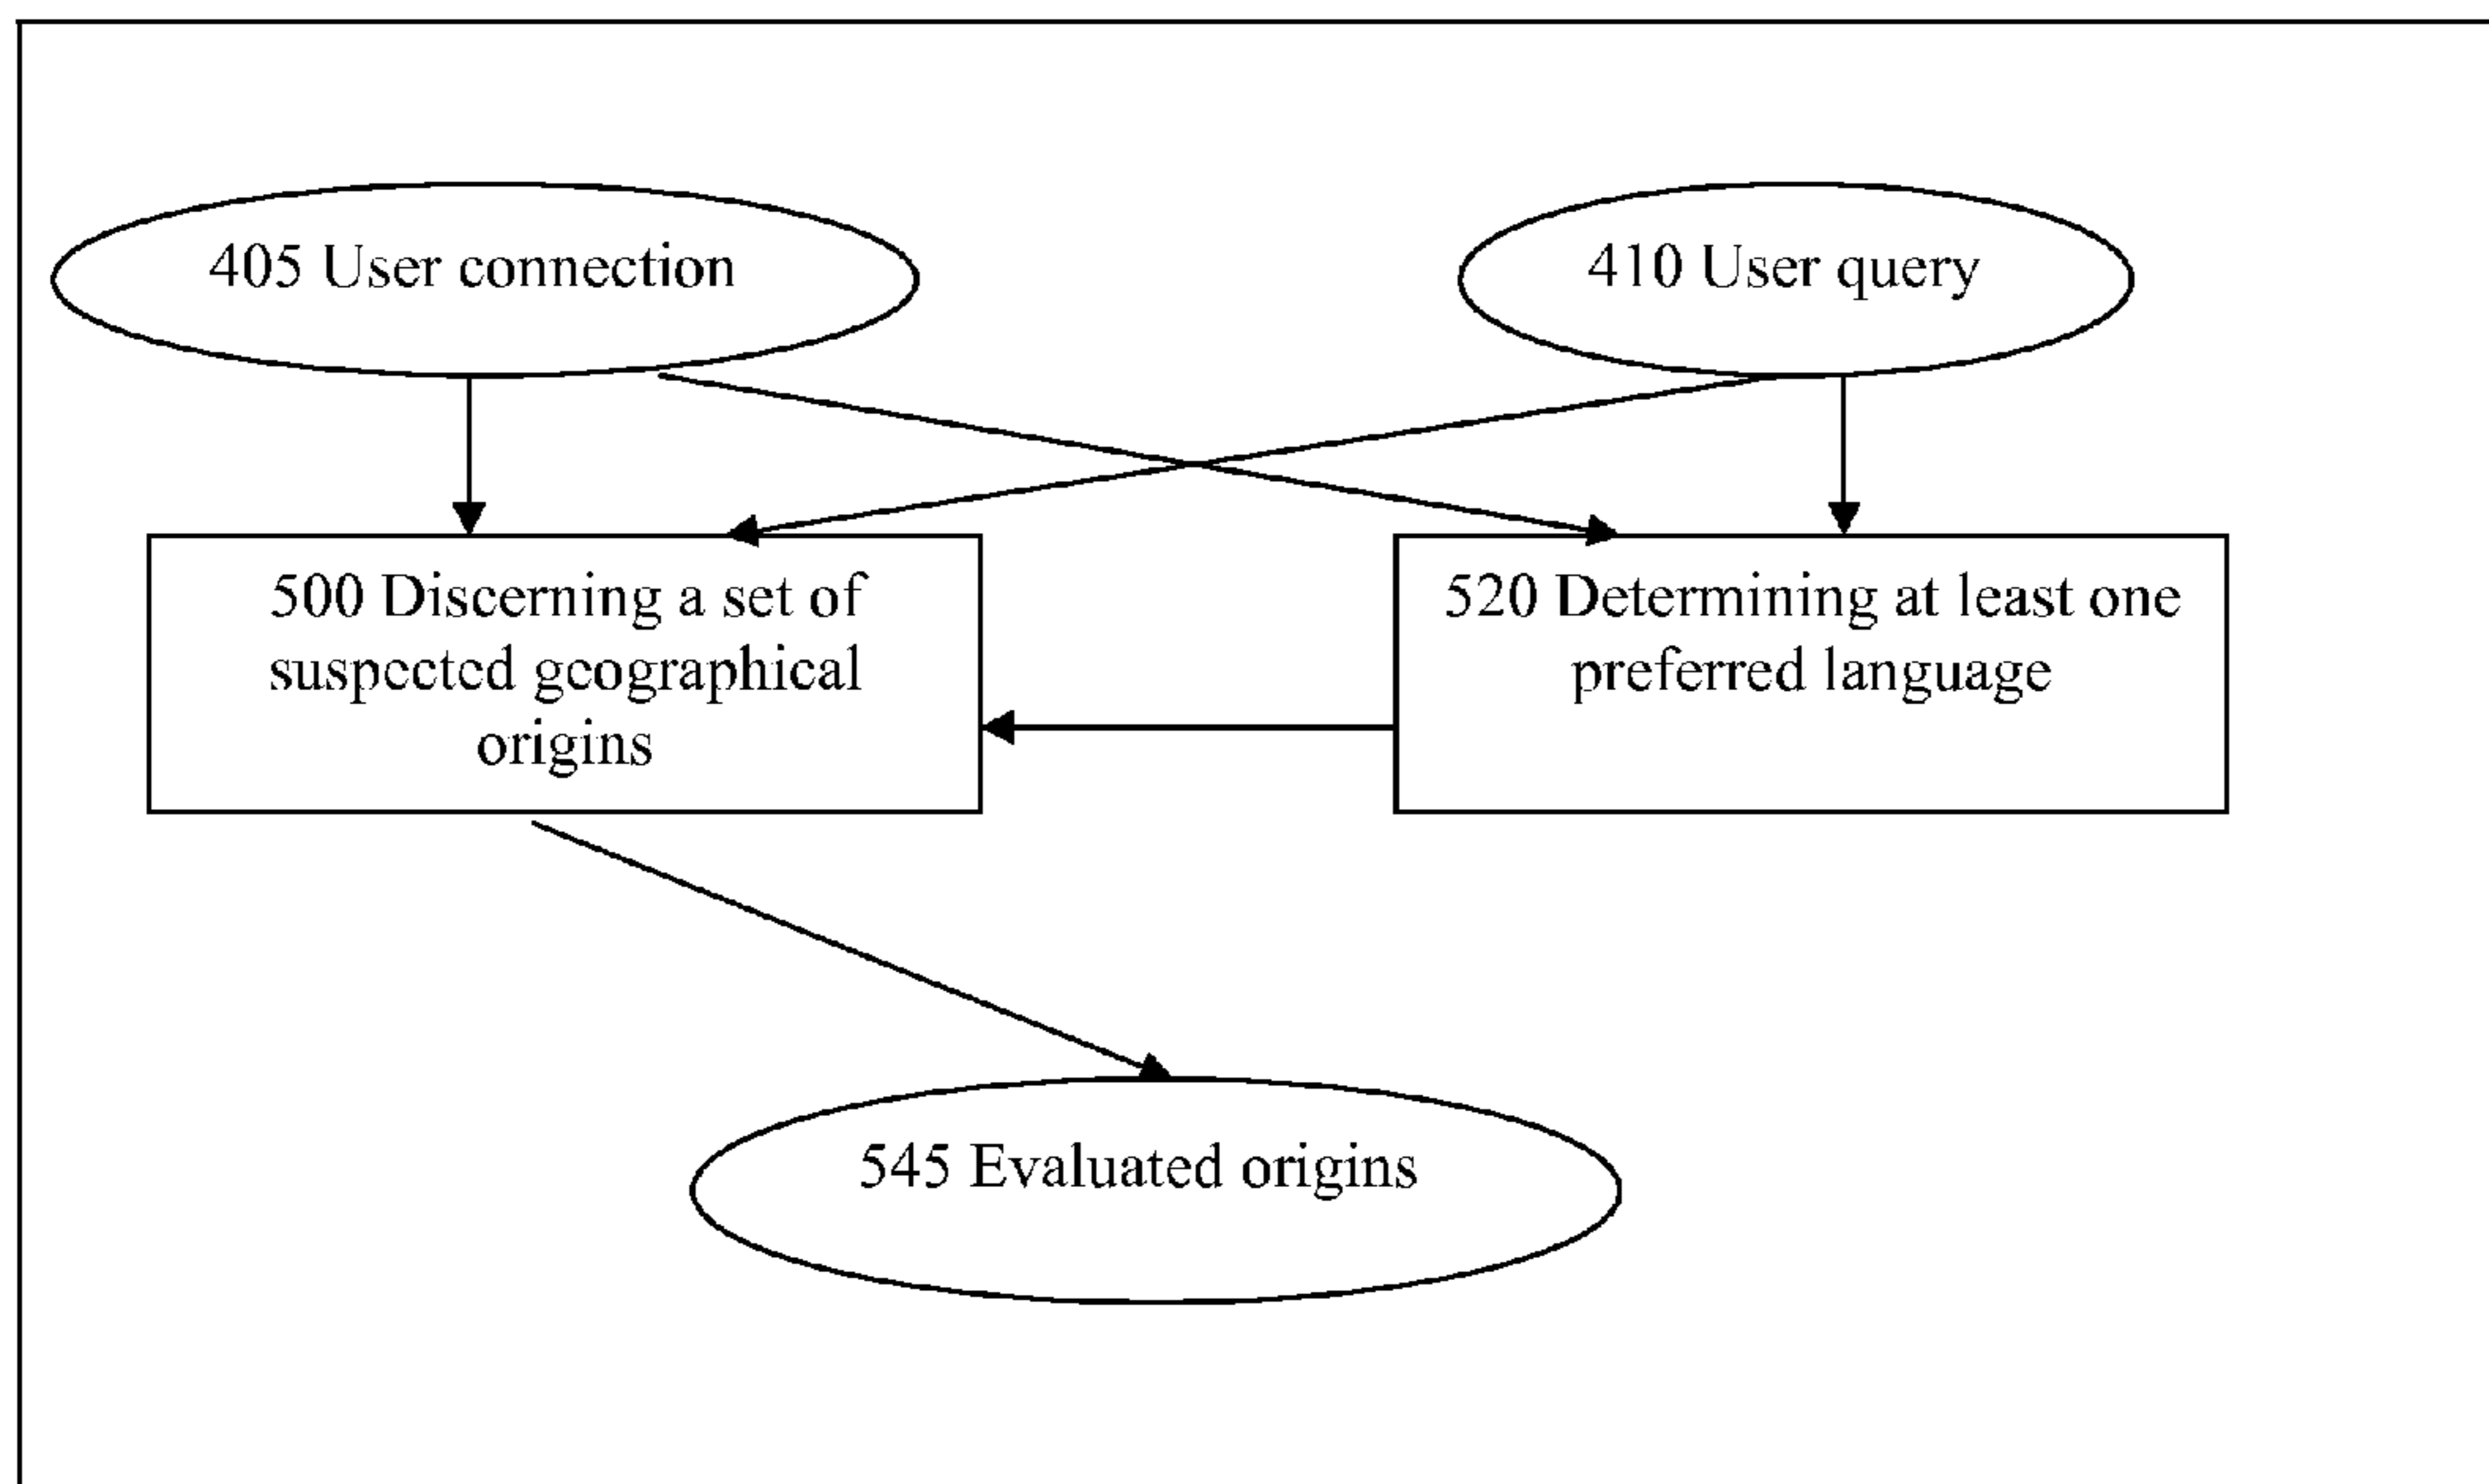 405 User connection
410 User query
500 Discerning a set of
suspected geographical
origins
520 Determining at least one
preferred language
545 Evaluated origins